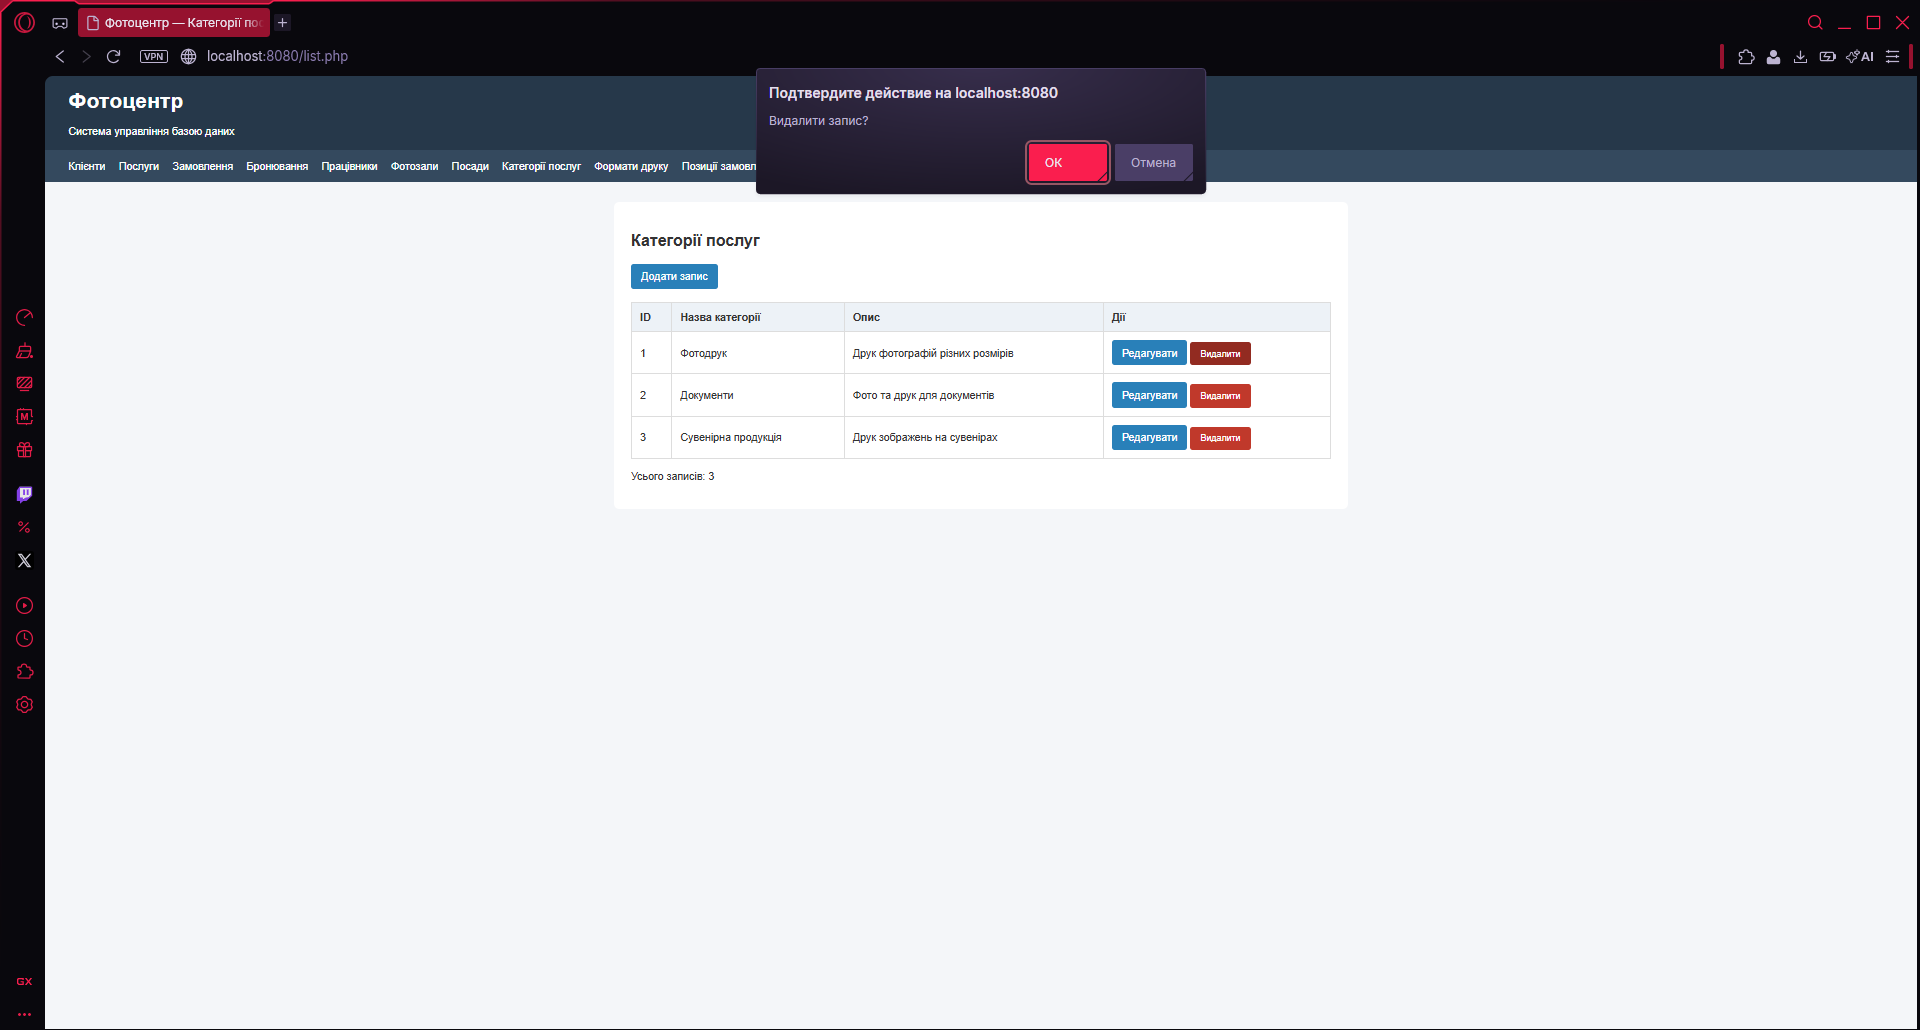 Фотоцентр — Категорії по
VPN
localhost:8080/list.php
AI
Фотоцентр
Система управління базою даних
Клієнти Послуги Замовлення Бронювання Працівники Фотозали Посади Категорії послуг Формати друку Позиції замовл
Подтвердите действие на localhost:8080
Видалити запис?
ОК Отмена
Категорії послуг
Додати запис
ID Назва категорії Опис Дії
1 Фотодрук Друк фотографій різних розмірів Редагувати Видалити
2 Документи Фото та друк для документів Редагувати Видалити
3 Сувенірна продукція Друк зображень на сувенірах Редагувати Видалити
Усього записів: 3
M
GX